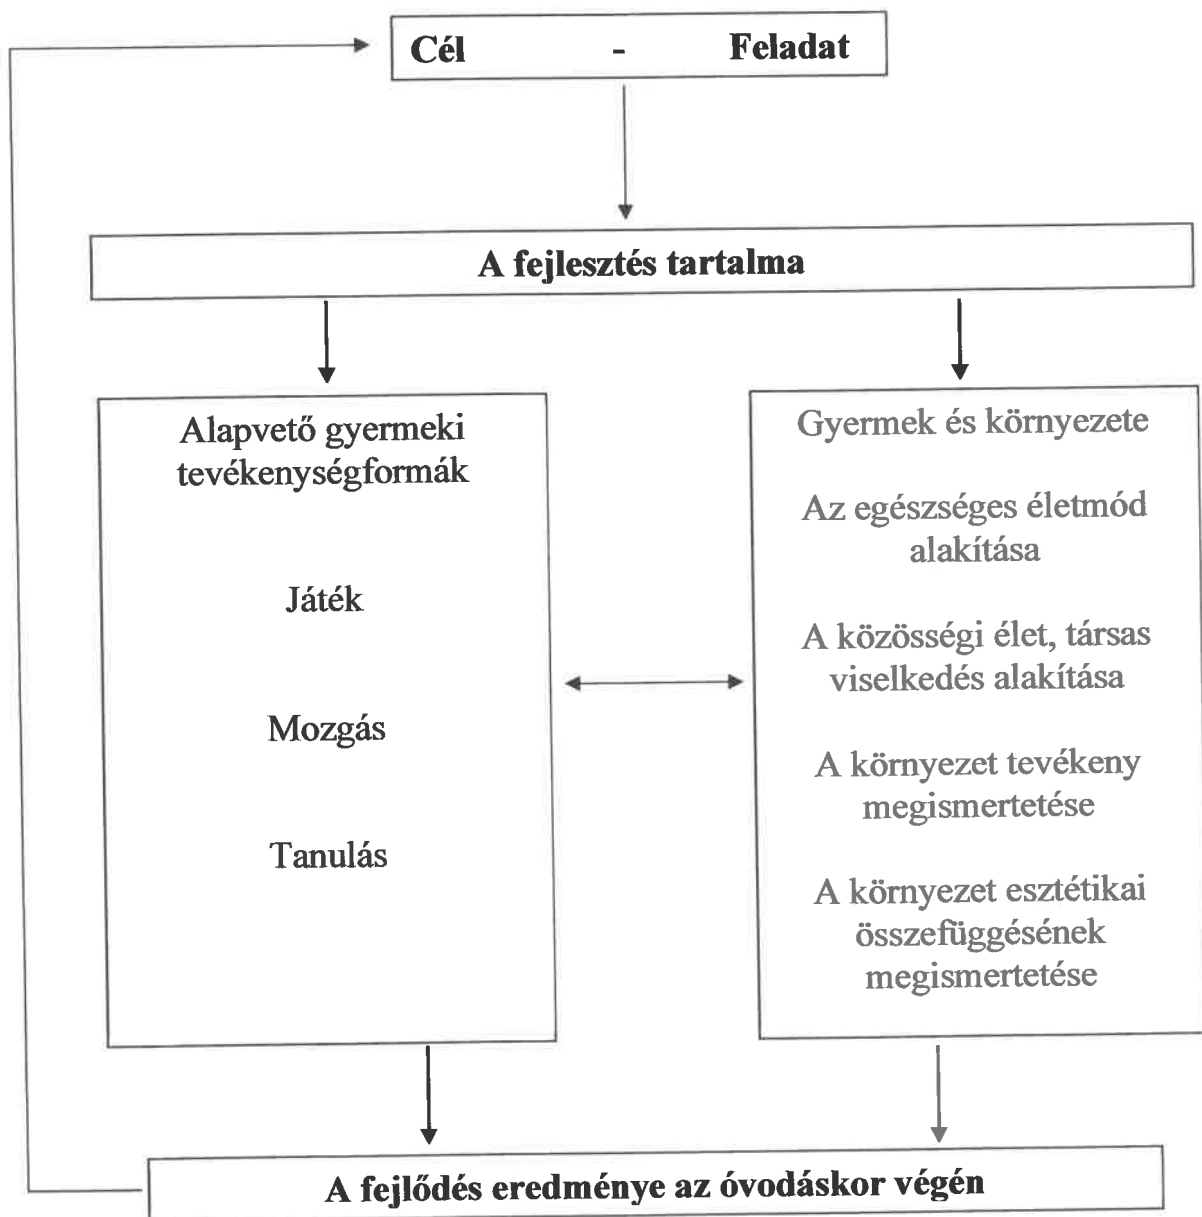 Cél - Feladat
A fejlesztés tartalma
Alapvető gyermeki
tevékenységformák
Játék
Mozgás
Tanulás
Gyermek és környezete
Az egészséges életmód
alakítása
A közösségi élet, társas
viselkedés alakítása
A környezet tevékeny
megismertetése
A környezet esztétikai
összefüggésének
megismertetése
A fejlődés eredménye az óvodáskor végén